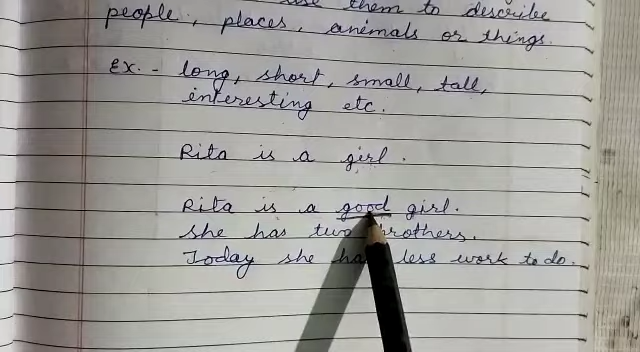 them to describe
people, places, animals or things.
Ex. - long, short, small, tall,
interesting etc.
Rita is a girl.
Rita is a good girl.
She has two brothers.
Today she has less work to do.